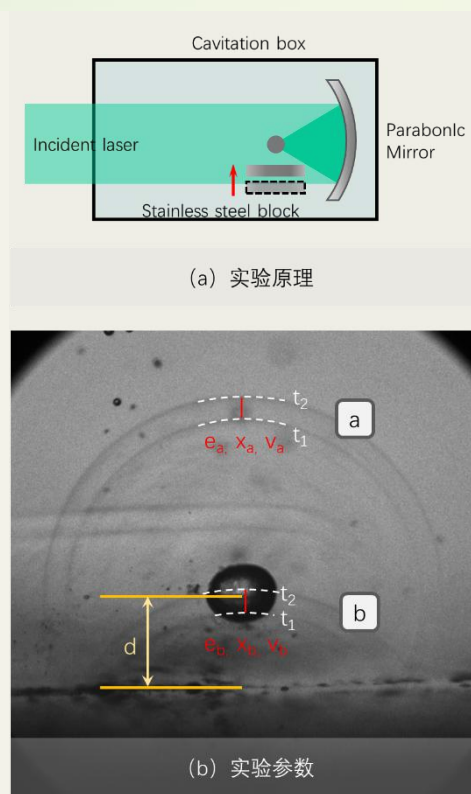 Cavitation box
Incident laser
Parabonlc
Mirror
Stainless steel block
(a) 实验原理
t2
a
t1
ea, xa, va
t2
b
t1
d
eb, xb, vb
(b) 实验参数